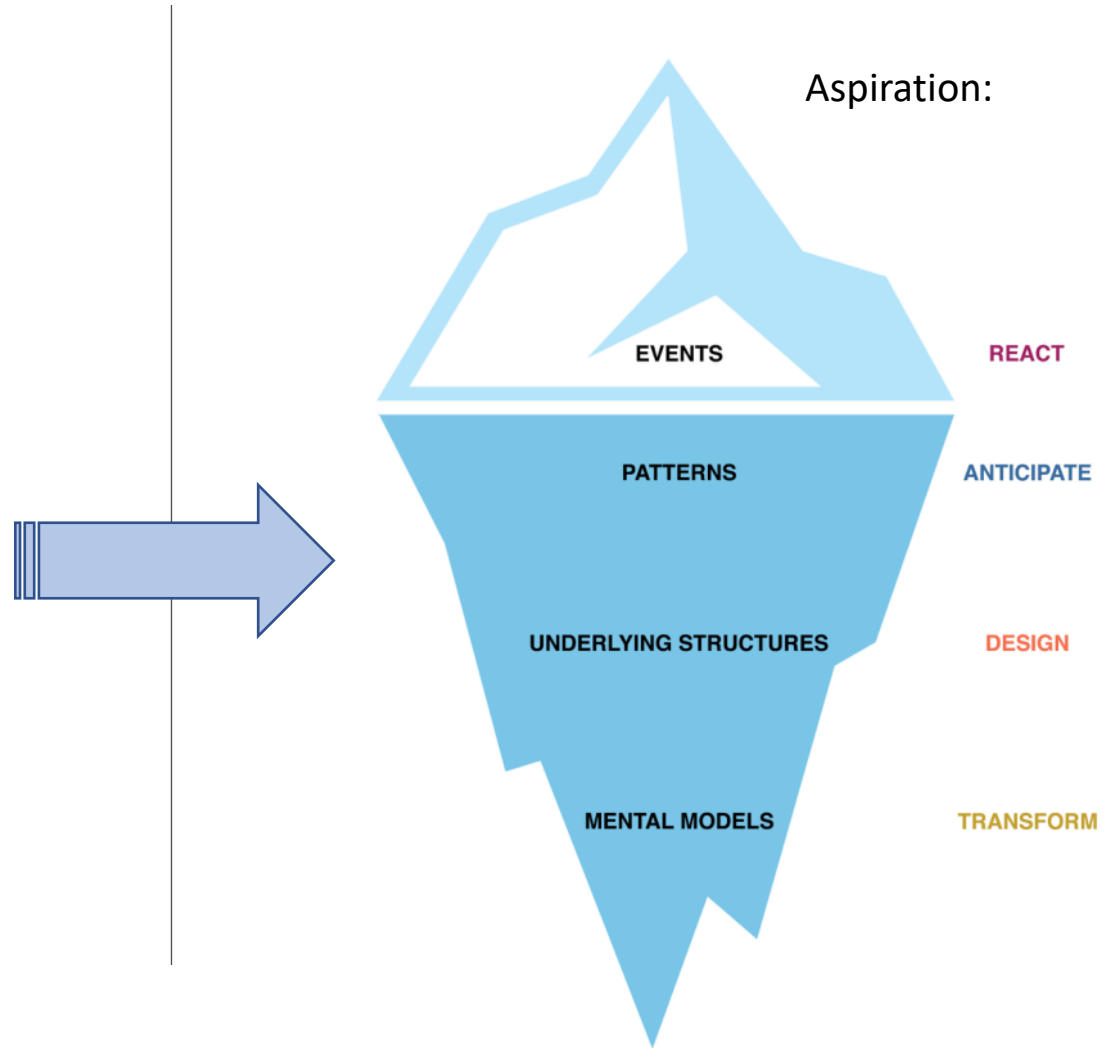 Aspiration:
EVENTS
REACT
PATTERNS
ANTICIPATE
UNDERLYING STRUCTURES
DESIGN
MENTAL MODELS
TRANSFORM